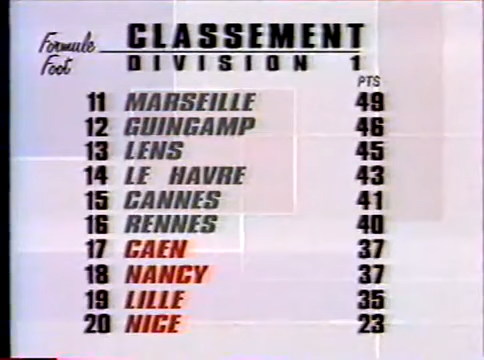 Formule CLASSEMENT
Foot DIVISION 1
PTS
11 MARSEILLE 49
12 GUINGAMP 46
13 LENS 45
14 LE HAVRE 43
15 CANNES 41
16 RENNES 40
17 CAEN 37
18 NANCY 37
19 LILLE 35
20 NICE 23